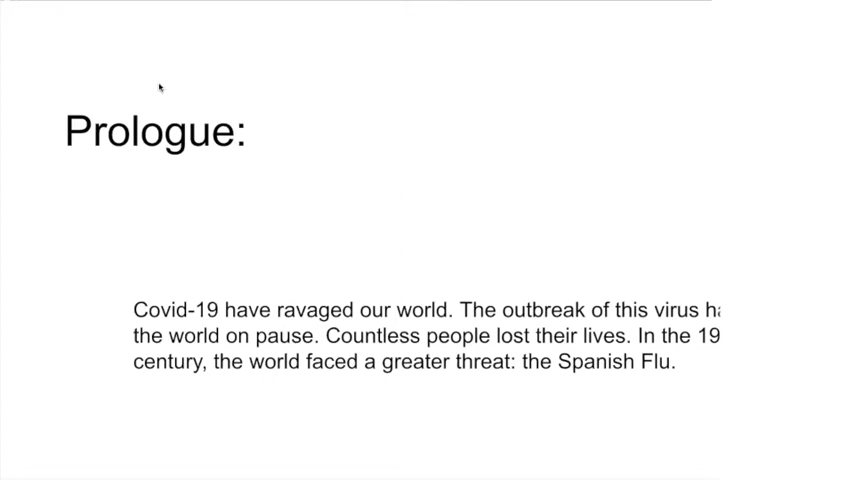 Prologue:
Covid-19 have ravaged our world. The outbreak of this virus
the world on pause. Countless people lost their lives. In the 19
century, the world faced a greater threat: the Spanish Flu.